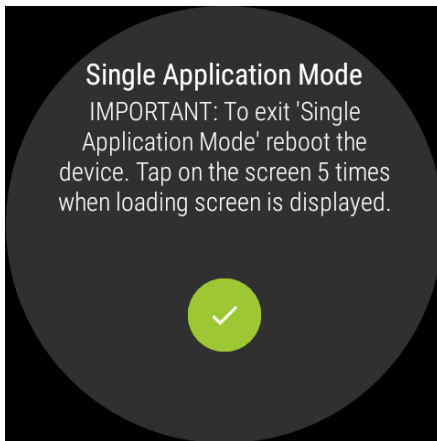 Single Application Mode
IMPORTANT: To exit 'Single
Application Mode' reboot the
device. Tap on the screen 5 times
when loading screen is displayed.